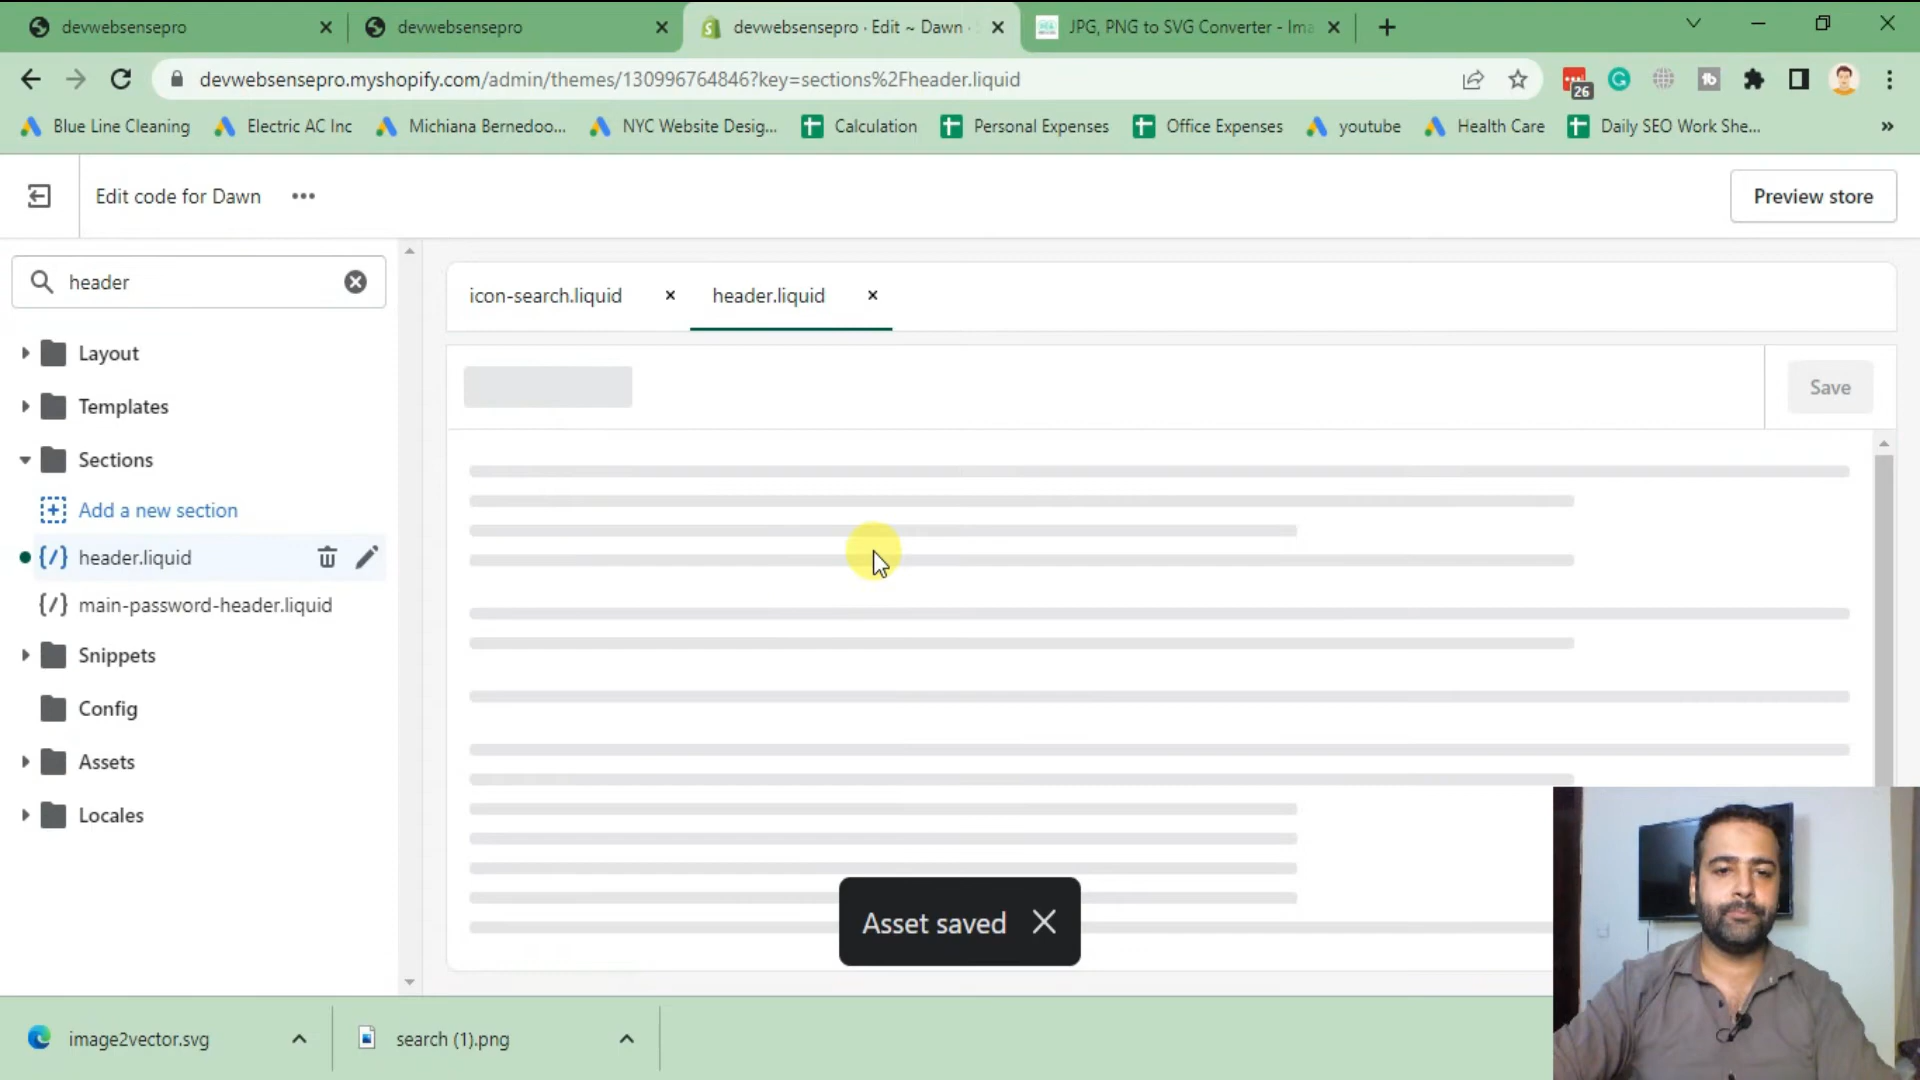 devwebsensepro
devwebsensepro
devwebsensepro · Edit ~ Dawn ·
JPG, PNG to SVG Converter - Ima
devwebsensepro.myshopify.com/admin/themes/130996764846?key=sections%2Fheader.liquid
26
Blue Line Cleaning
Electric AC Inc
Michiana Bernedoo...
NYC Website Desig...
Calculation
Personal Expenses
Office Expenses
youtube
Health Care
Daily SEO Work She...
»
Edit code for Dawn
Preview store
header
icon-search.liquid
header.liquid
Layout
Save
Templates
Sections
Add a new section
{/} header.liquid
{/} main-password-header.liquid
Snippets
Config
Assets
Locales
Asset saved
image2vector.svg
search (1).png